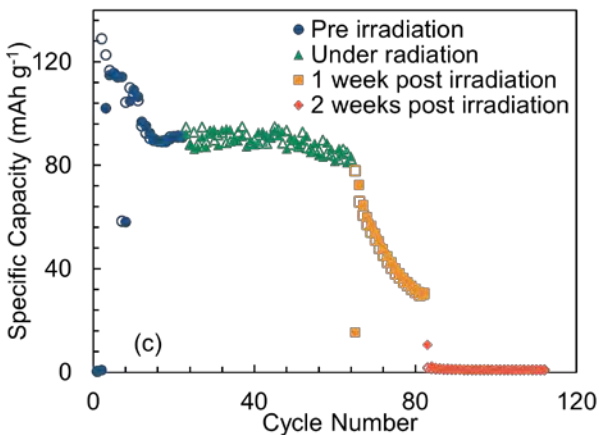 Specific Capacity (mAh g⁻¹)
120
80
40
0
Pre irradiation
Under radiation
1 week post irradiation
2 weeks post irradiation
(c)
0 40 80 120
Cycle Number